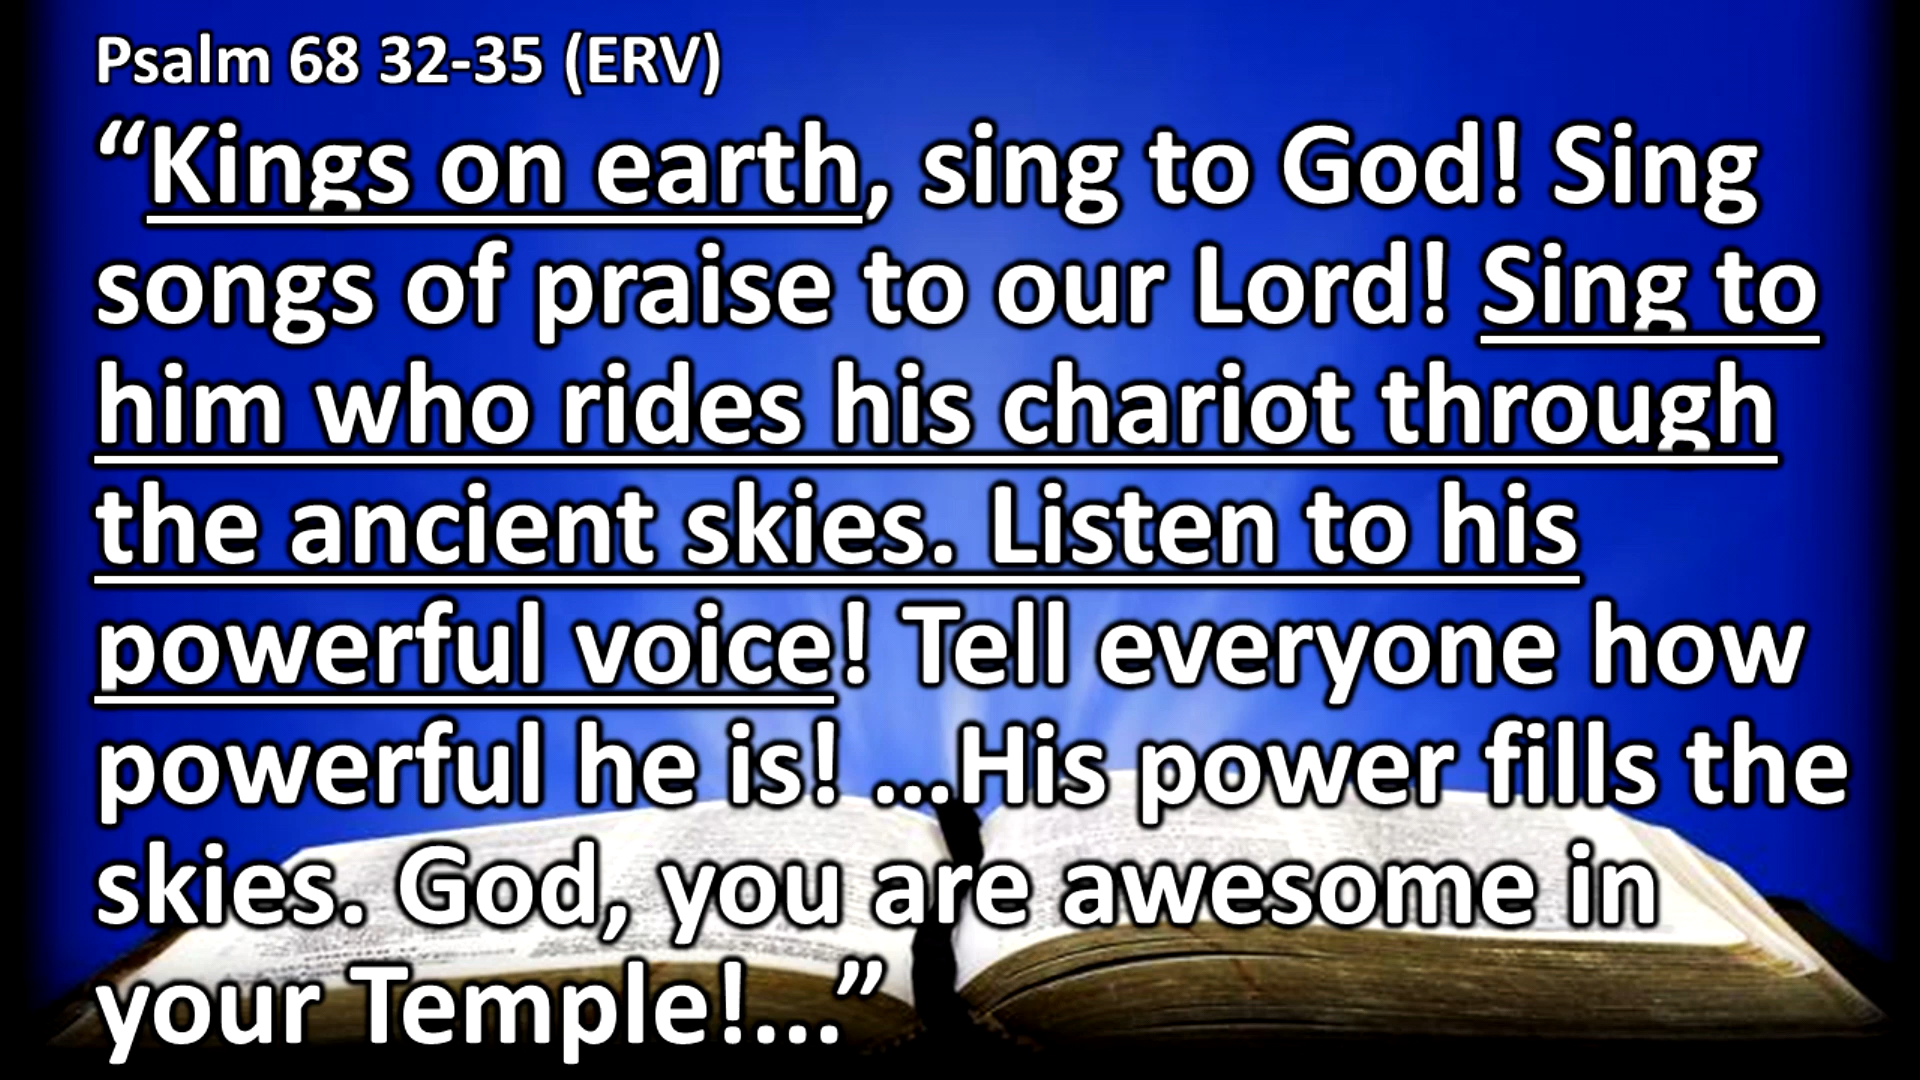 Psalm 68 32-35 (ERV)
“Kings on earth, sing to God! Sing
songs of praise to our Lord! Sing to
him who rides his chariot through
the ancient skies. Listen to his
powerful voice! Tell everyone how
powerful he is! ...His power fills the
skies. God, you are awesome in
your Temple!...”